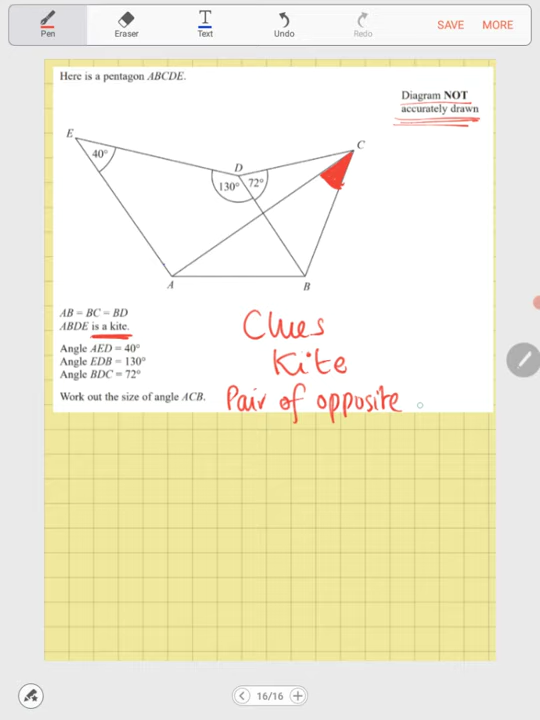 Pen
Eraser
T
Text
Undo
Redo
SAVE
MORE
Here is a pentagon ABCDE.
Diagram NOT
accurately drawn
E
40°
D
130°
72°
C
A
B
AB = BC = BD
ABDE is a kite.
Angle AED = 40°
Angle EDB = 130°
Angle BDC = 72°
Work out the size of angle ACB.
Clues
Kite
Pair of opposite
16/16